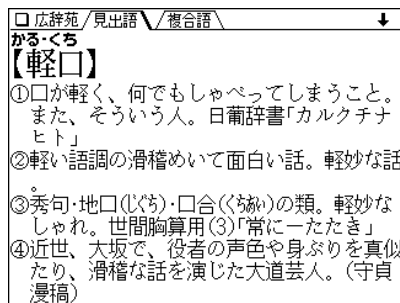 □ 広辞苑 見出語 複合語 ↓
かる・くち
【軽口】
①口が軽く、何でもしゃべってしまうこと。
また、そういう人。日葡辞書「カルクチナ
ヒト」
②軽い語調の滑稽めいて面白い話。軽妙な話
。
③秀句・地口(じぐち)・口合(くちあい)の類。軽妙な
しゃれ。世間胸算用(3)「常に一たたき」
④近世、大坂で、役者の声色や身ぶりを真似
たり、滑稽な話を演じた大道芸人。(守貞
漫稿)